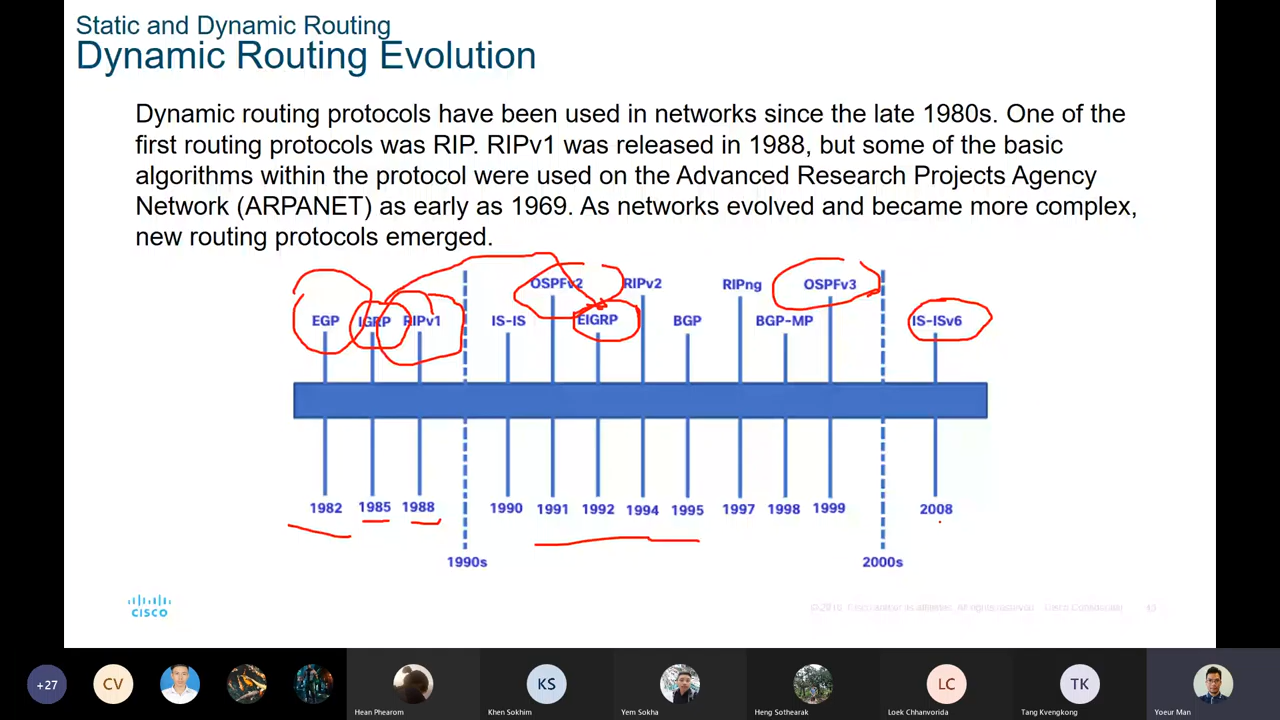 Static and Dynamic Routing
Dynamic Routing Evolution
Dynamic routing protocols have been used in networks since the late 1980s. One of the
first routing protocols was RIP. RIPv1 was released in 1988, but some of the basic
algorithms within the protocol were used on the Advanced Research Projects Agency
Network (ARPANET) as early as 1969. As networks evolved and became more complex,
new routing protocols emerged.
OSPFv2 RIPv2 RIPng OSPFv3
EGP IGRP RIPv1 IS-IS EIGRP BGP BGP-MP IS-ISv6
1982 1985 1988 1990 1991 1992 1994 1995 1997 1998 1999 2008
1990s 2000s
CISCO
+27 CV KS LC TK
Hean Phearom Khen Sokhim Yem Sokha Heng Sothearak Loek Chhanvorida Tang Kvengkong Yoeur Man